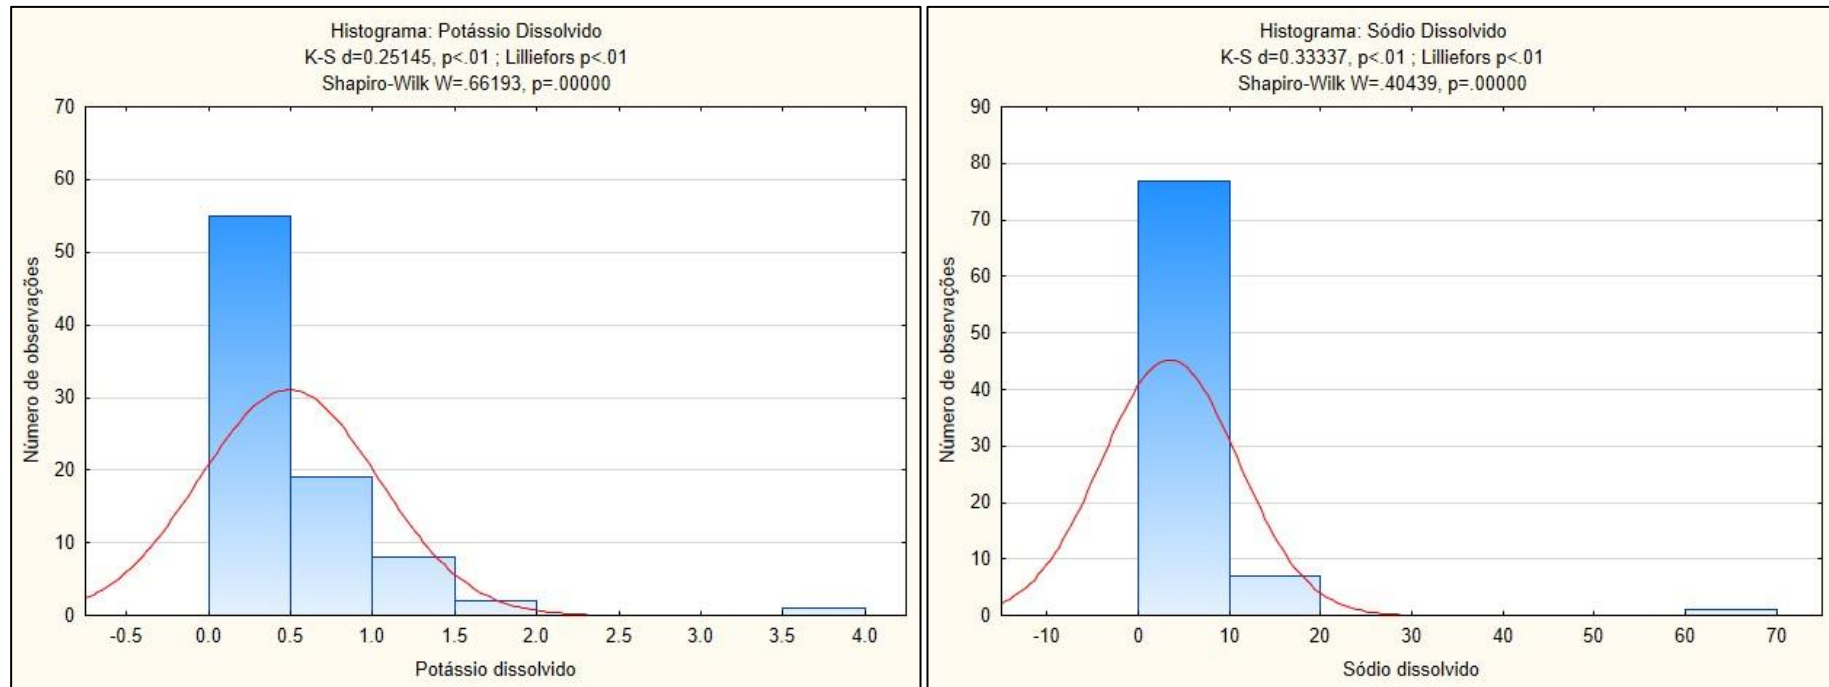 Histograma: Potássio Dissolvido
K-S d=0.25145, p<.01 ; Lilliefors p<.01
Shapiro-Wilk W=.66193, p=.00000
70
60
50
40
30
20
10
0
Número de observações
-0.5 0.0 0.5 1.0 1.5 2.0 2.5 3.0 3.5 4.0
Potássio dissolvido
Histograma: Sódio Dissolvido
K-S d=0.33337, p<.01 ; Lilliefors p<.01
Shapiro-Wilk W=.40439, p=.00000
90
80
70
60
50
40
30
20
10
0
Número de observações
-10 0 10 20 30 40 50 60 70
Sódio dissolvido